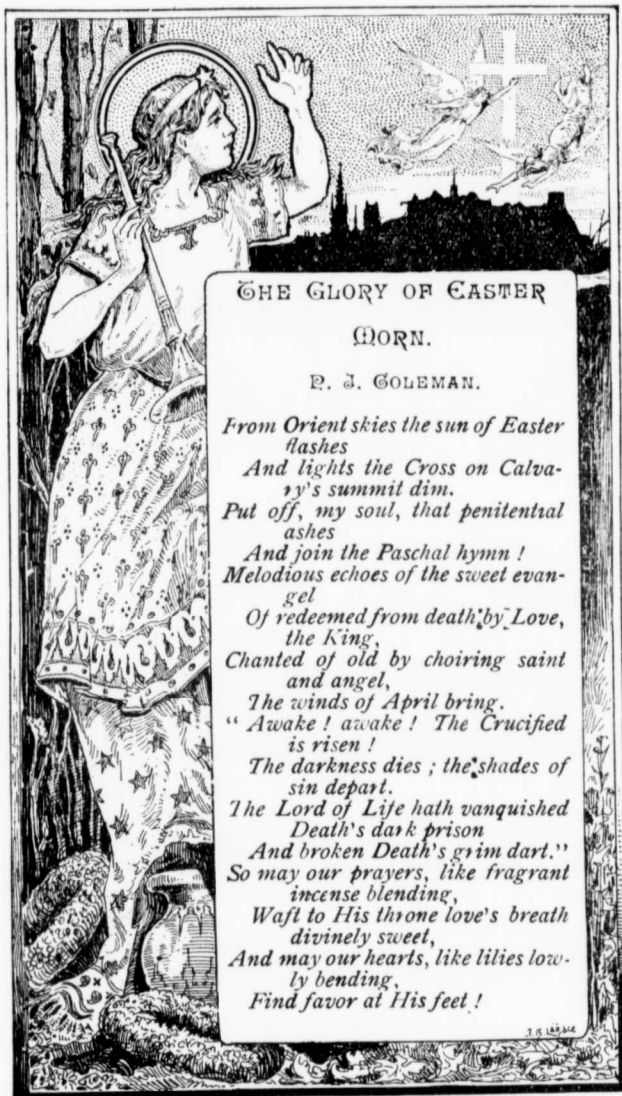 THE GLORY OF EASTER
MORN.
P. J. COLEMAN.
From Orient skies the sun of Easter
flashes
And lights the Cross on Calva-
ry's summit dim.
Put off, my soul, that penitential
ashes
And join the Paschal hymn !
Melodious echoes of the sweet evan-
gel
Of redeemed from death by Love,
the King,
Chanted of old by choiring saint
and angel,
The winds of April bring.
" Awake ! awake ! The Crucified
is risen !
The darkness dies ; the shades of
sin depart.
The Lord of Life hath vanquished
Death's dark prison
And broken Death's grim dart."
So may our prayers, like fragrant
incense blending,
Waft to His throne love's breath
divinely sweet,
And may our hearts, like lilies low-
ly bending,
Find favor at His feet !